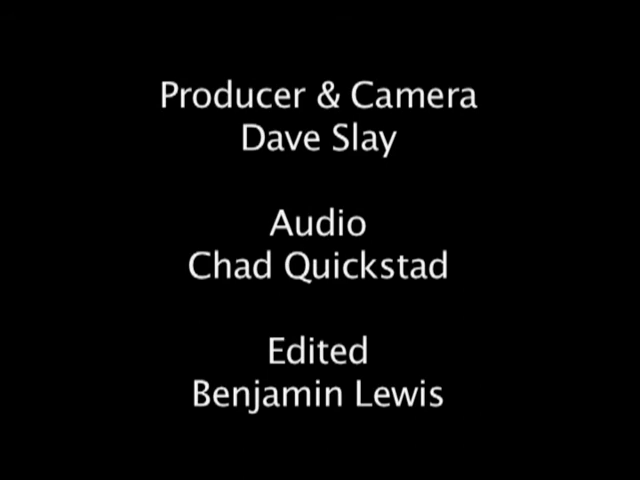 Producer & Camera
Dave Slay
Audio
Chad Quickstad
Edited
Benjamin Lewis